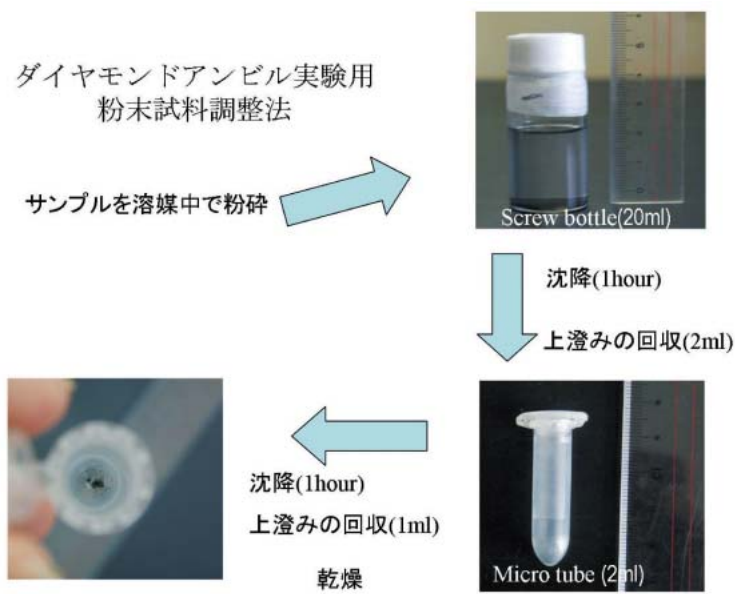 ダイヤモンドアンビル実験用
粉末試料調整法
サンプルを溶媒中で粉砕
Screw bottle(20ml)
沈降(1hour)
上澄みの回収(2ml)
Micro tube (2ml)
沈降(1hour)
上澄みの回収(1ml)
乾燥